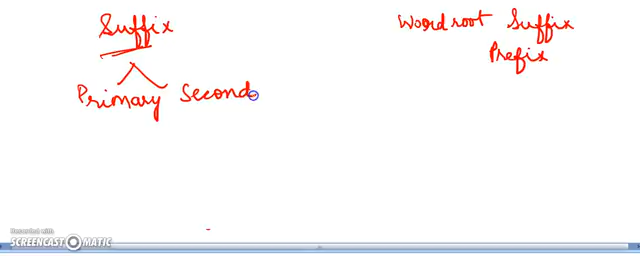 Suffix
Primary Second
Word root Suffix
Prefix
RECORDED WITH
SCREENCAST MATIC